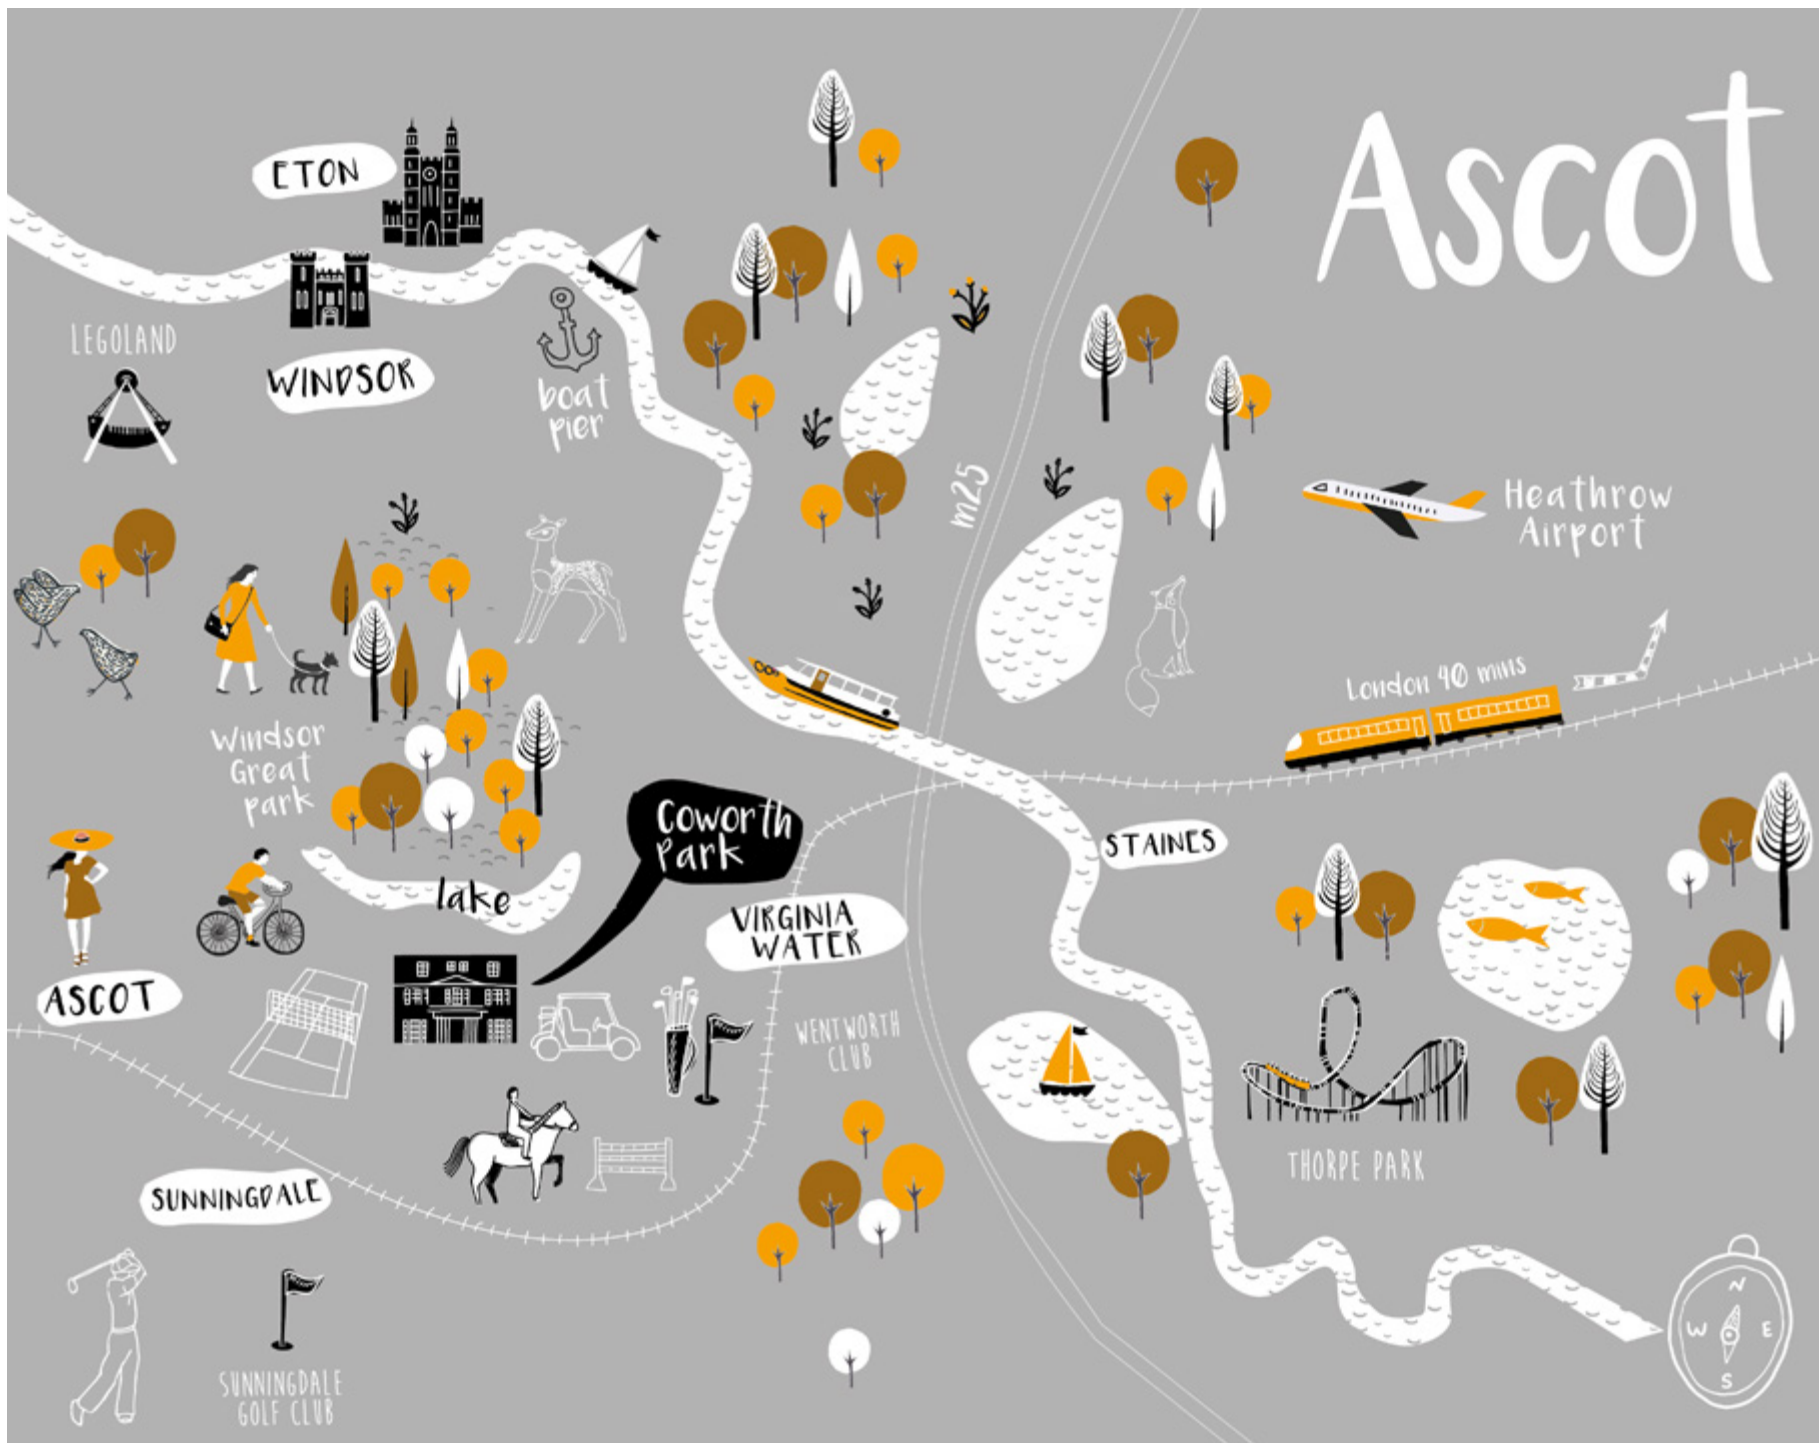 Ascot
ETON
LEGOLAND
WINDSOR
boat
pier
m25
Heathrow
Airport
London 40 mins
Windsor
Great
park
Coworth
Park
STAINES
lake
VIRGINIA
WATER
ASCOT
WENTWORTH
CLUB
THORPE PARK
SUNNINGDALE
N
W E
S
SUNNINGDALE
GOLF CLUB